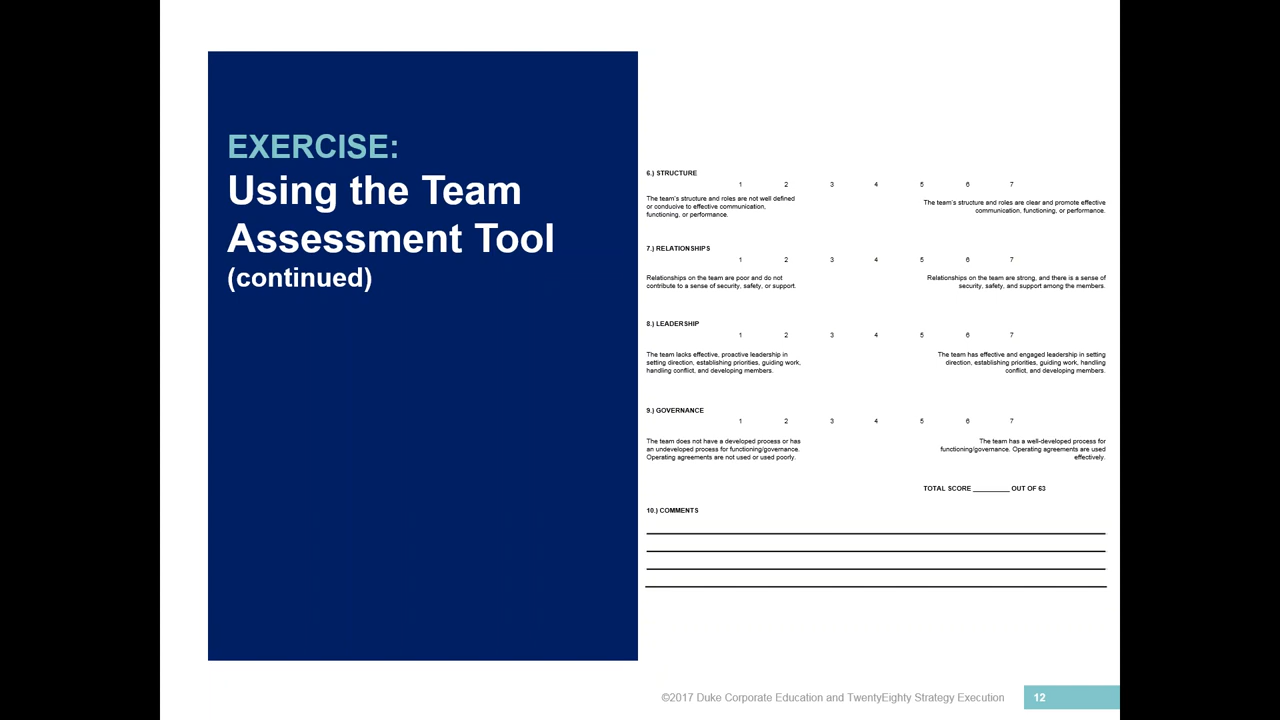 EXERCISE:
Using the Team
Assessment Tool
(continued)
6.) STRUCTURE
1 2 3 4 5 6 7
The team's structure and roles are not well defined
or conducive to effective communication,
functioning, or performance.
The team's structure and roles are clear and promote effective
communication, functioning, or performance.
7.) RELATIONSHIPS
1 2 3 4 5 6 7
Relationships on the team are poor and do not
contribute to a sense of security, safety, or support.
Relationships on the team are strong, and there is a sense of
security, safety, and support among the members.
8.) LEADERSHIP
1 2 3 4 5 6 7
The team lacks effective, proactive leadership in
setting direction, establishing priorities, guiding work,
handling conflict, and developing members.
The team has effective and engaged leadership in setting
direction, establishing priorities, guiding work, handling
conflict, and developing members.
9.) GOVERNANCE
1 2 3 4 5 6 7
The team does not have a developed process or has
an undeveloped process for functioning/governance.
Operating agreements are not used or used poorly.
The team has a well-developed process for
functioning/governance. Operating agreements are used
effectively.
TOTAL SCORE __________ OUT OF 63
10.) COMMENTS
©2017 Duke Corporate Education and TwentyEighty Strategy Execution
12